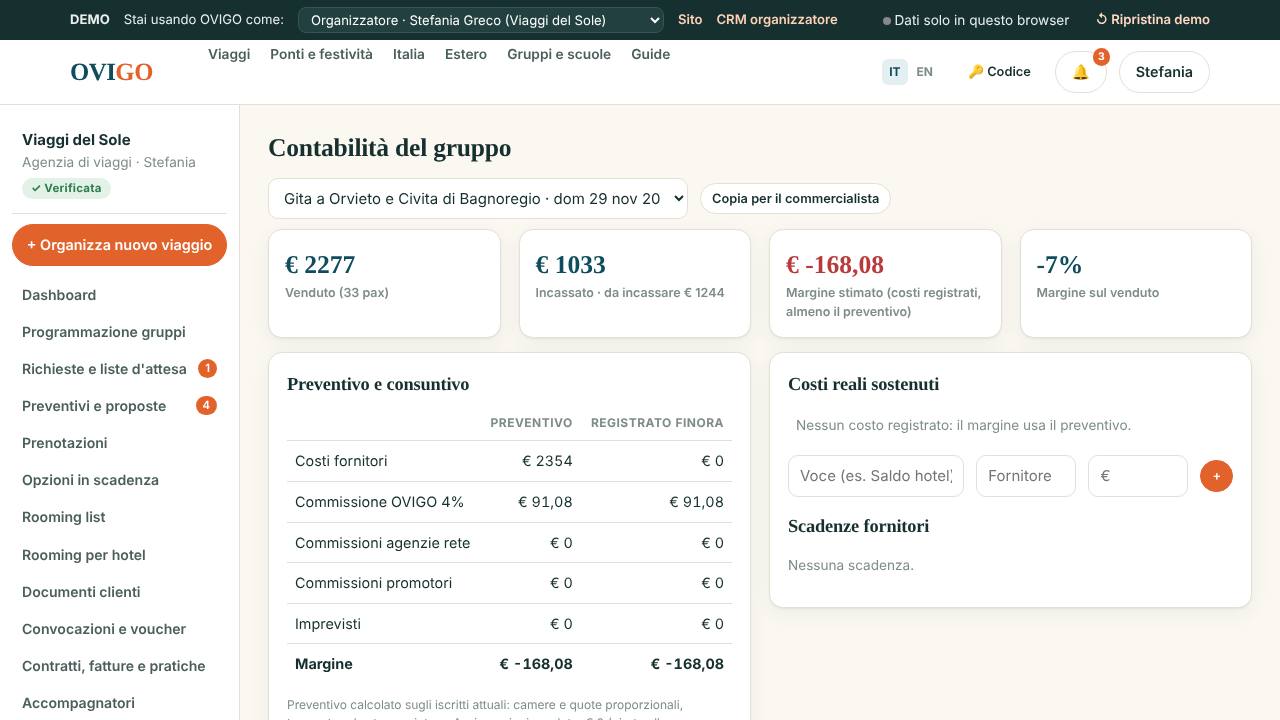 DEMO Stai usando OVIGO come: Organizzatore · Stefania Greco (Viaggi del Sole) Sito CRM organizzatore Dati solo in questo browser ↺ Ripristina demo
OVIGO Viaggi Ponti e festività Italia Estero Gruppi e scuole Guide IT EN 🔑 Codice 🔔 3 Stefania
Viaggi del Sole
Agenzia di viaggi · Stefania
✓ Verificata
+ Organizza nuovo viaggio
Dashboard
Programmazione gruppi
Richieste e liste d'attesa 1
Preventivi e proposte 4
Prenotazioni
Opzioni in scadenza
Rooming list
Rooming per hotel
Documenti clienti
Convocazioni e voucher
Contratti, fatture e pratiche
Accompagnatori
Contabilità del gruppo
Gita a Orvieto e Civita di Bagnoregio · dom 29 nov 20 Copia per il commercialista
€ 2277
Venduto (33 pax)
€ 1033
Incassato · da incassare € 1244
€ -168,08
Margine stimato (costi registrati,
almeno il preventivo)
-7%
Margine sul venduto
Preventivo e consuntivo
PREVENTIVO REGISTRATO FINORA
Costi fornitori € 2354 € 0
Commissione OVIGO 4% € 91,08 € 91,08
Commissioni agenzie rete € 0 € 0
Commissioni promotori € 0 € 0
Imprevisti € 0 € 0
Margine € -168,08 € -168,08
Preventivo calcolato sugli iscritti attuali: camere e quote proporzionali,
Costi reali sostenuti
Nessun costo registrato: il margine usa il preventivo.
Voce (es. Saldo hotel) Fornitore € +
Scadenze fornitori
Nessuna scadenza.